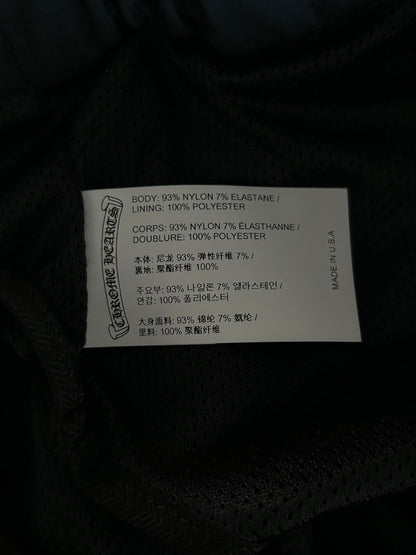 CHROME HEARTS
BODY: 93% NYLON 7% ELASTANE /
LINING: 100% POLYESTER
CORPS: 93% NYLON 7% ÉLASTHANNE /
DOUBLURE: 100% POLYESTER
本体: 尼龙 93% 弹性纤维 7% /
裏地: 聚酯纤维 100%
주요부: 93% 나일론 7% 엘라스테인 /
안감: 100% 폴리에스터
大身面料: 93% 锦纶 7% 氨纶 /
里料: 100% 聚酯纤维
MADE IN U.S.A